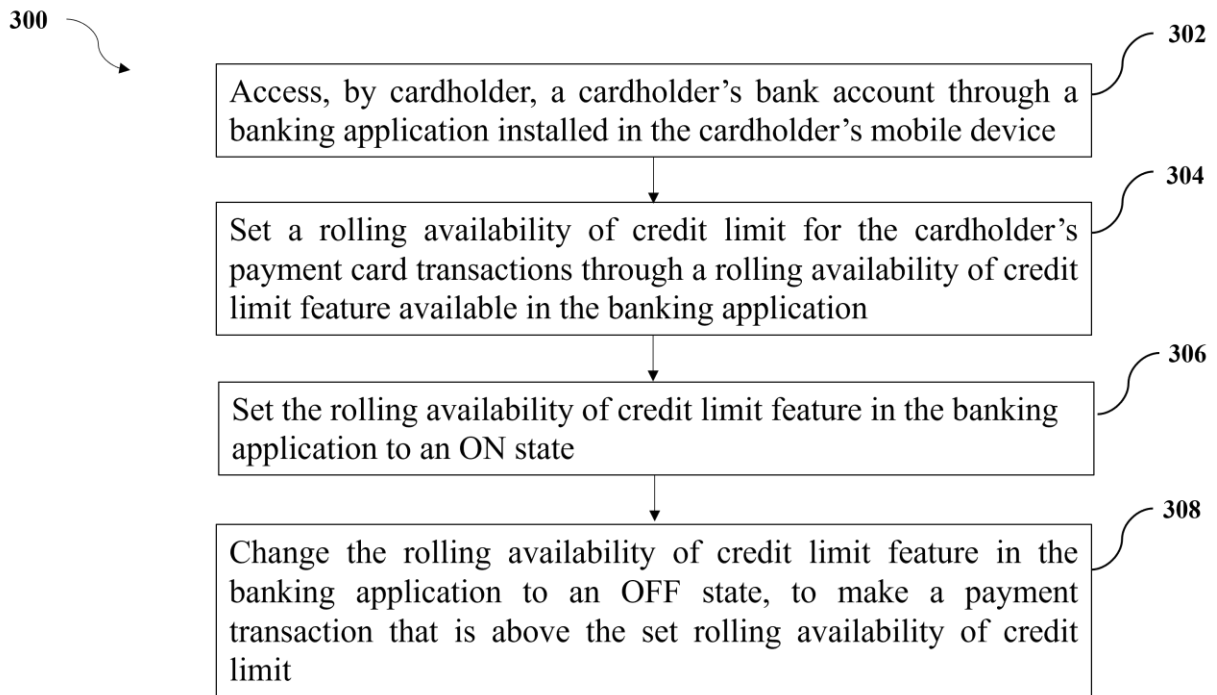 300
302
Access, by cardholder, a cardholder’s bank account through a
banking application installed in the cardholder’s mobile device
304
Set a rolling availability of credit limit for the cardholder’s
payment card transactions through a rolling availability of credit
limit feature available in the banking application
306
Set the rolling availability of credit limit feature in the banking
application to an ON state
308
Change the rolling availability of credit limit feature in the
banking application to an OFF state, to make a payment
transaction that is above the set rolling availability of credit
limit